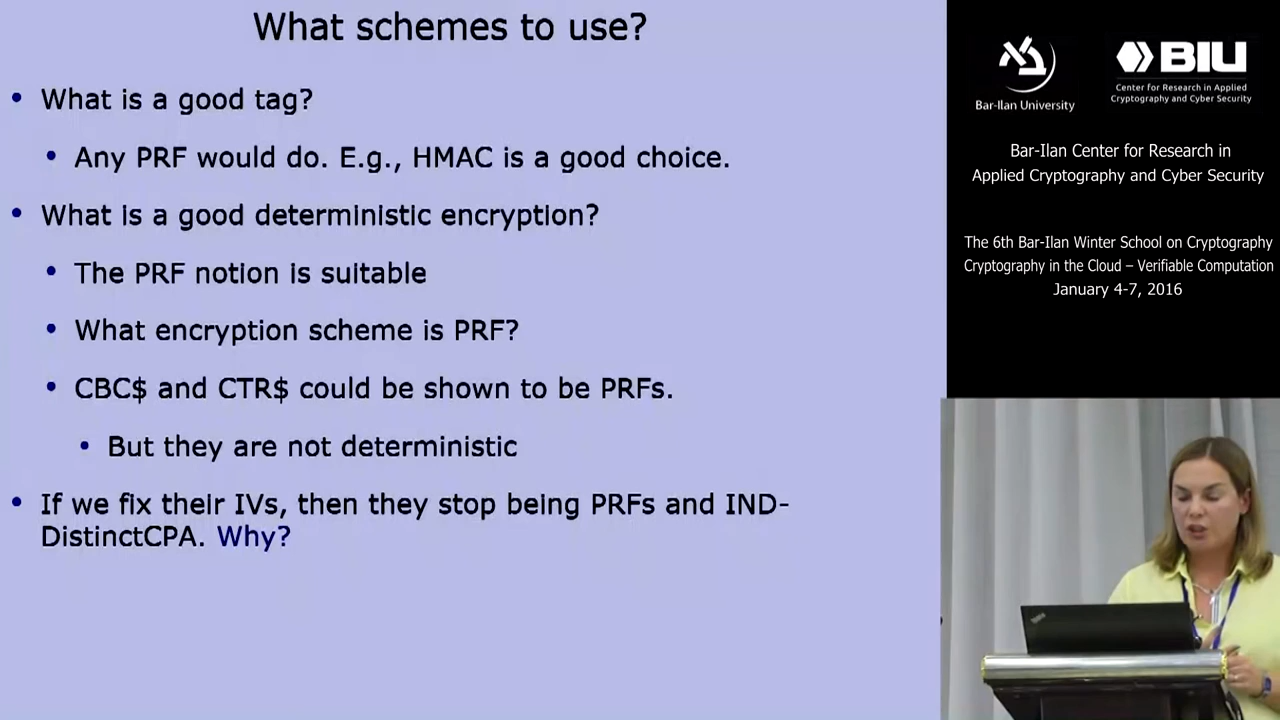 What schemes to use?
• What is a good tag?
• Any PRF would do. E.g., HMAC is a good choice.
• What is a good deterministic encryption?
• The PRF notion is suitable
• What encryption scheme is PRF?
• CBC$ and CTR$ could be shown to be PRFs.
• But they are not deterministic
• If we fix their IVs, then they stop being PRFs and IND-
DistinctCPA. Why?
Bar-Ilan University
BIU
Center for Research in Applied
Cryptography and Cyber Security
Bar-Ilan Center for Research in
Applied Cryptography and Cyber Security
The 6th Bar-Ilan Winter School on Cryptography
Cryptography in the Cloud – Verifiable Computation
January 4-7, 2016